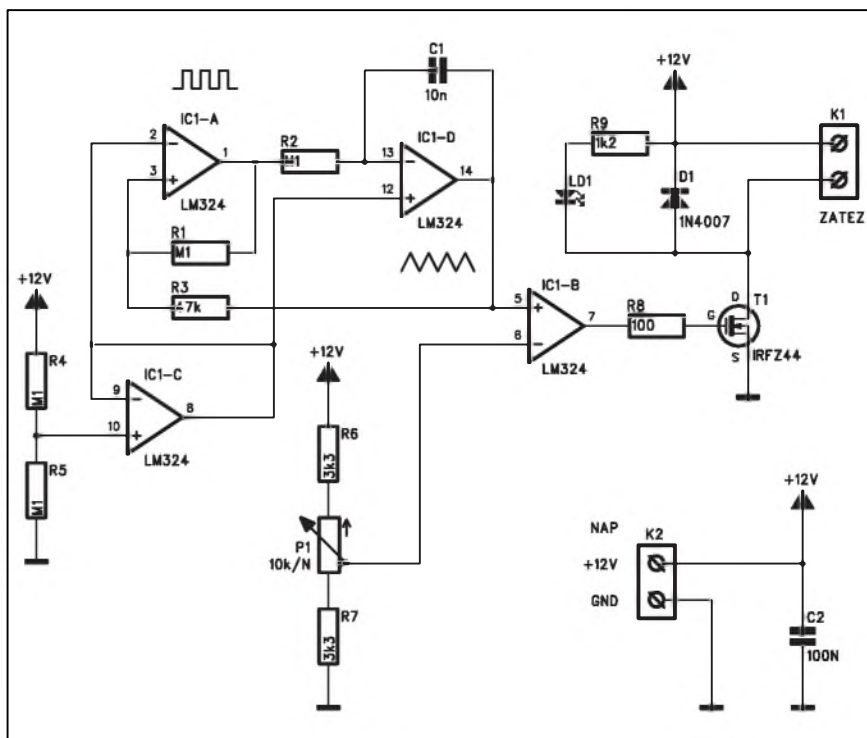 C1
10n
+12V
K1
IC1-A
2
3
1
LM324
R2
M1
IC1-D
13
12
14
LM324
R9
1k2
LD1
D1
1N4007
ZATEZ
R1
M1
R3
47k
+12V
R4
M1
R5
M1
IC1-C
9
10
8
LM324
+12V
R6
3k3
P1
10k/N
R7
3k3
IC1-B
5
6
7
LM324
R8
100
D
G
S
T1
IRFZ44
+12V
NAP
K2
+12V
GND
C2
100N